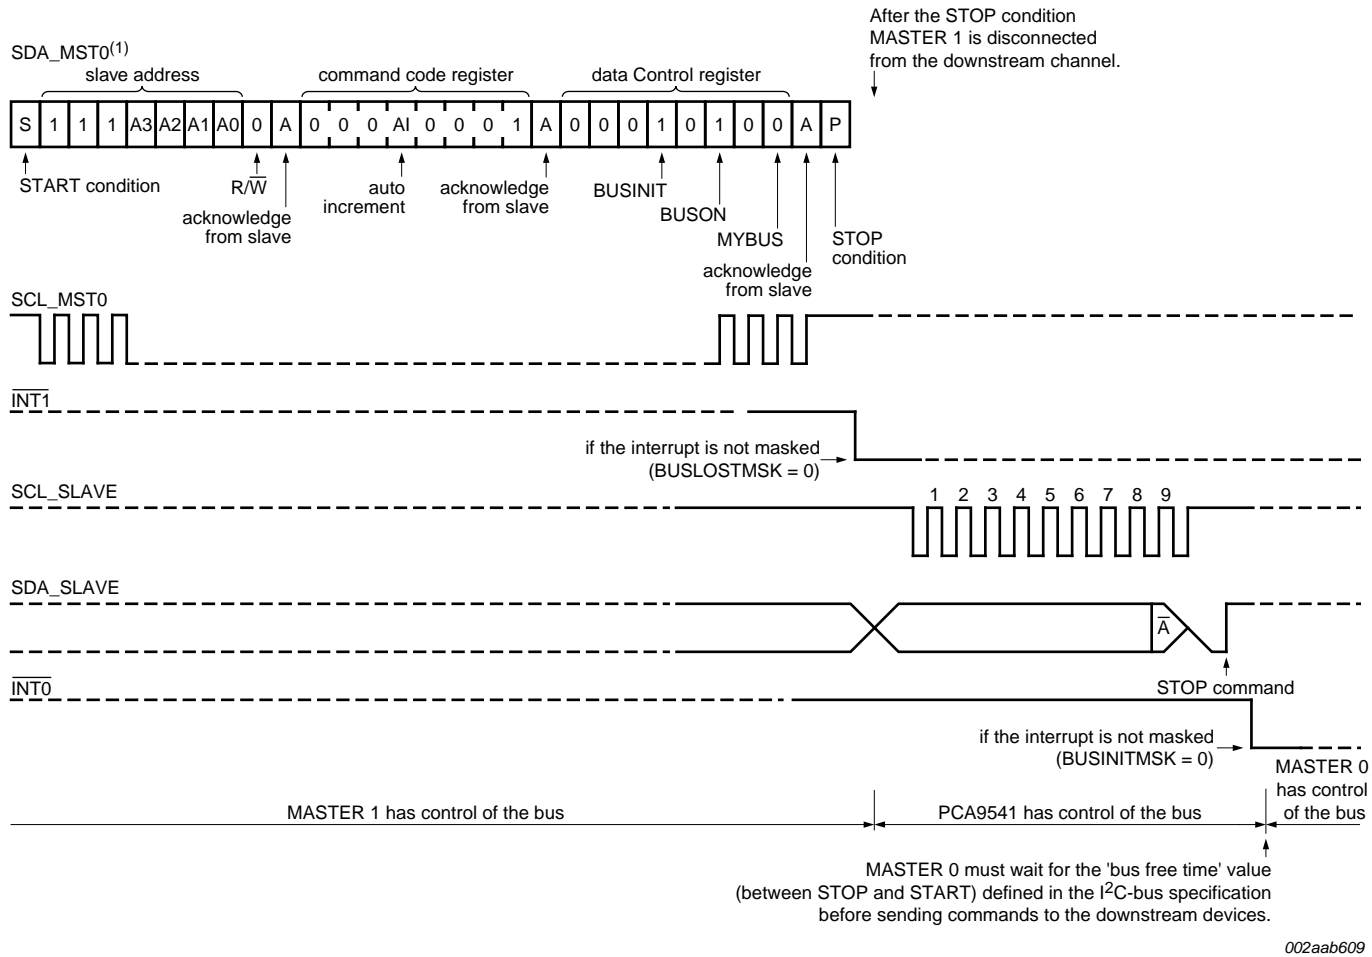 After the STOP condition
MASTER 1 is disconnected
from the downstream channel.
SDA_MST0(1)
slave address
command code register
data Control register
S 1 1 1 A3 A2 A1 A0 0 A 0 0 0 AI 0 0 0 1 A 0 0 0 1 0 1 0 0 A P
START condition
R/W
acknowledge
from slave
auto
increment
acknowledge
from slave
BUSINIT
BUSON
MYBUS
acknowledge
from slave
STOP
condition
SCL_MST0
INT1
if the interrupt is not masked
(BUSLOSTMSK = 0)
SCL_SLAVE
1 2 3 4 5 6 7 8 9
SDA_SLAVE
A
STOP command
INT0
if the interrupt is not masked
(BUSINITMSK = 0)
MASTER 1 has control of the bus
PCA9541 has control of the bus
MASTER 0
has control
of the bus
MASTER 0 must wait for the 'bus free time' value
(between STOP and START) defined in the I2C-bus specification
before sending commands to the downstream devices.
002aab609